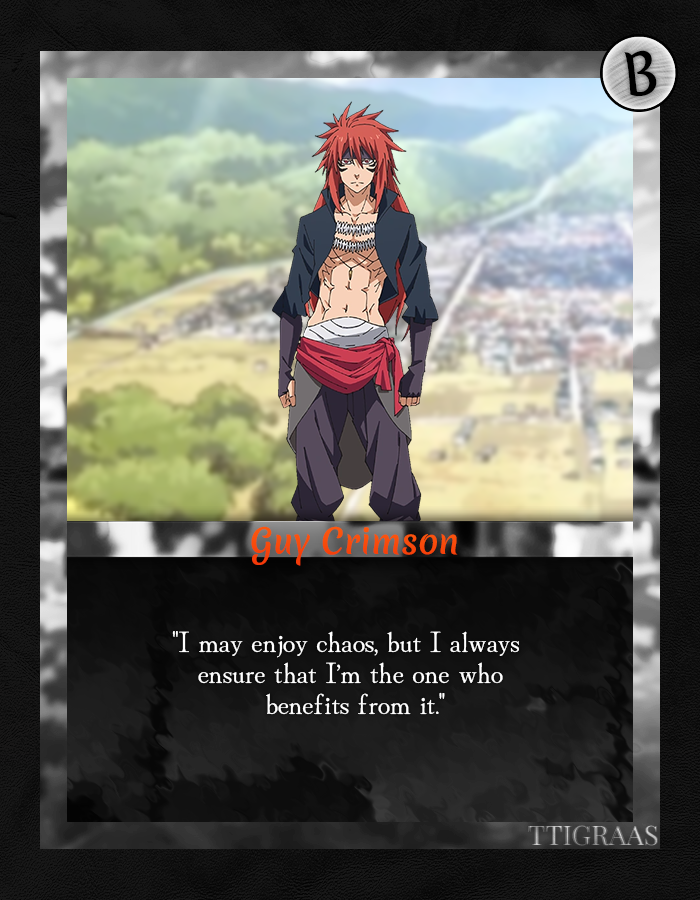 B
Guy Crimson
"I may enjoy chaos, but I always
ensure that I'm the one who
benefits from it."
TTIGRAAS